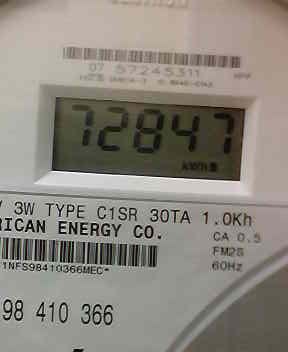 07 57245311
72847
kWh
3W TYPE C1SR 30TA 1.0Kh
RICAN ENERGY CO.
CA 0.5
FM2S
60Hz
1NFS98410366MEC*
98 410 366